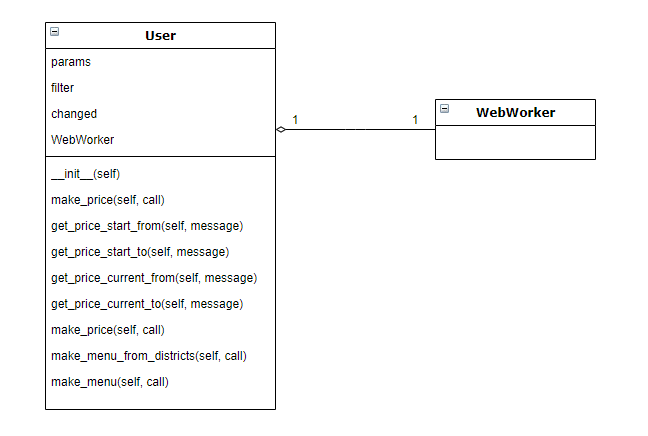 User
params
filter
changed
WebWorker
__init__(self)
make_price(self, call)
get_price_start_from(self, message)
get_price_start_to(self, message)
get_price_current_from(self, message)
get_price_current_to(self, message)
make_price(self, call)
make_menu_from_districts(self, call)
make_menu(self, call)
1
1
WebWorker